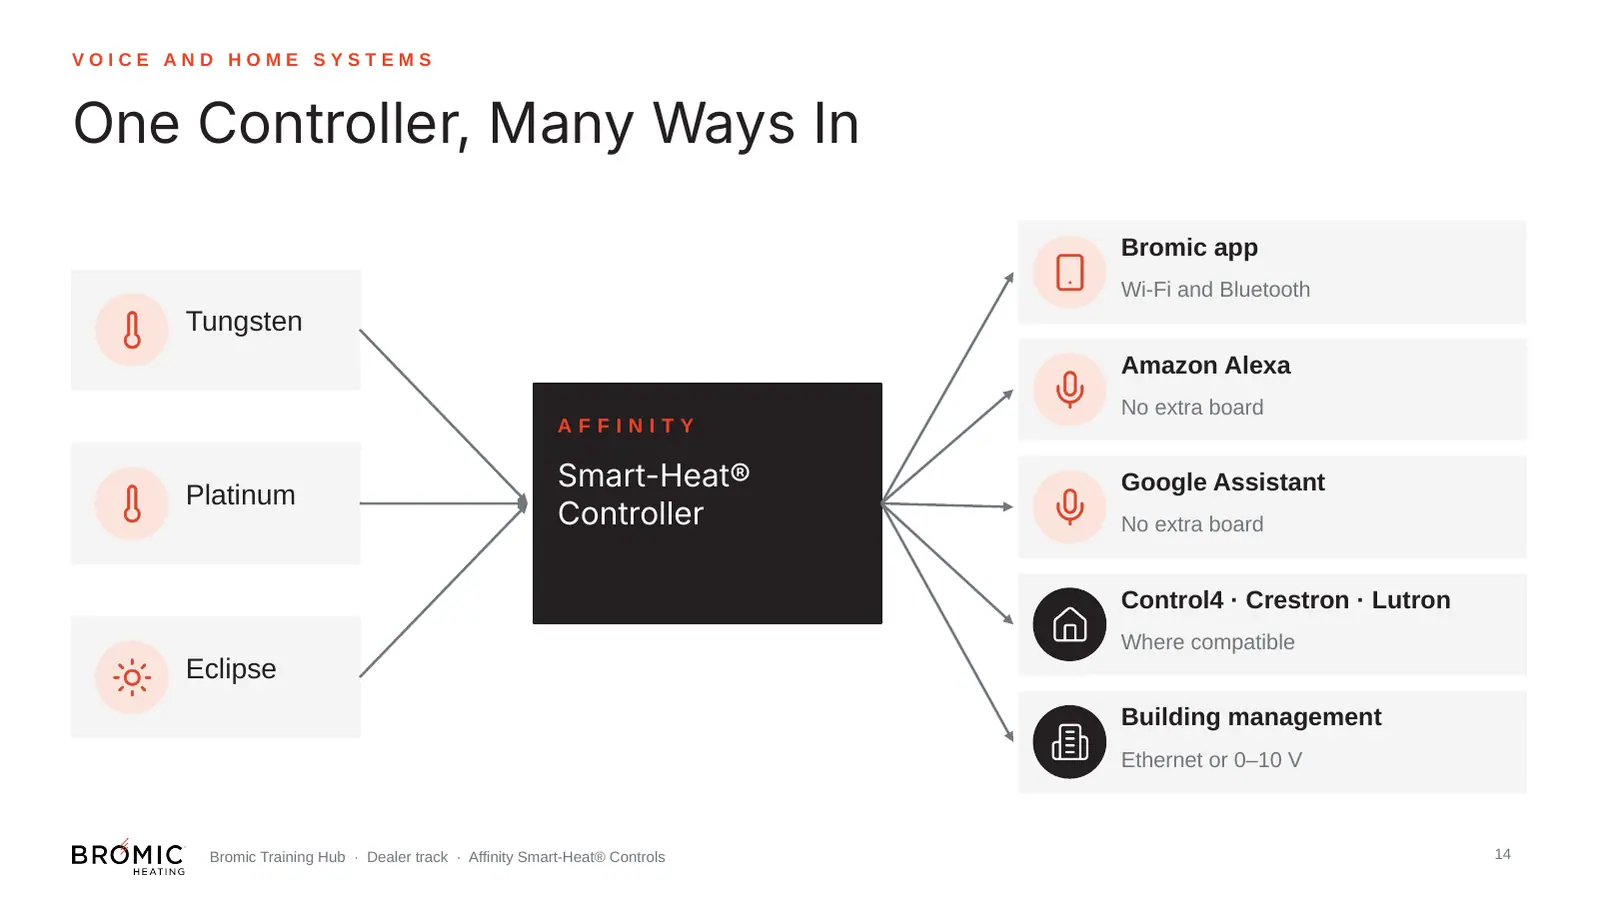 VOICE AND HOME SYSTEMS
One Controller, Many Ways In
Tungsten
Platinum
Eclipse
AFFINITY
Smart-Heat®
Controller
Bromic app
Wi-Fi and Bluetooth
Amazon Alexa
No extra board
Google Assistant
No extra board
Control4 · Crestron · Lutron
Where compatible
Building management
Ethernet or 0–10 V
BROMIC
HEATING
Bromic Training Hub · Dealer track · Affinity Smart-Heat® Controls
14